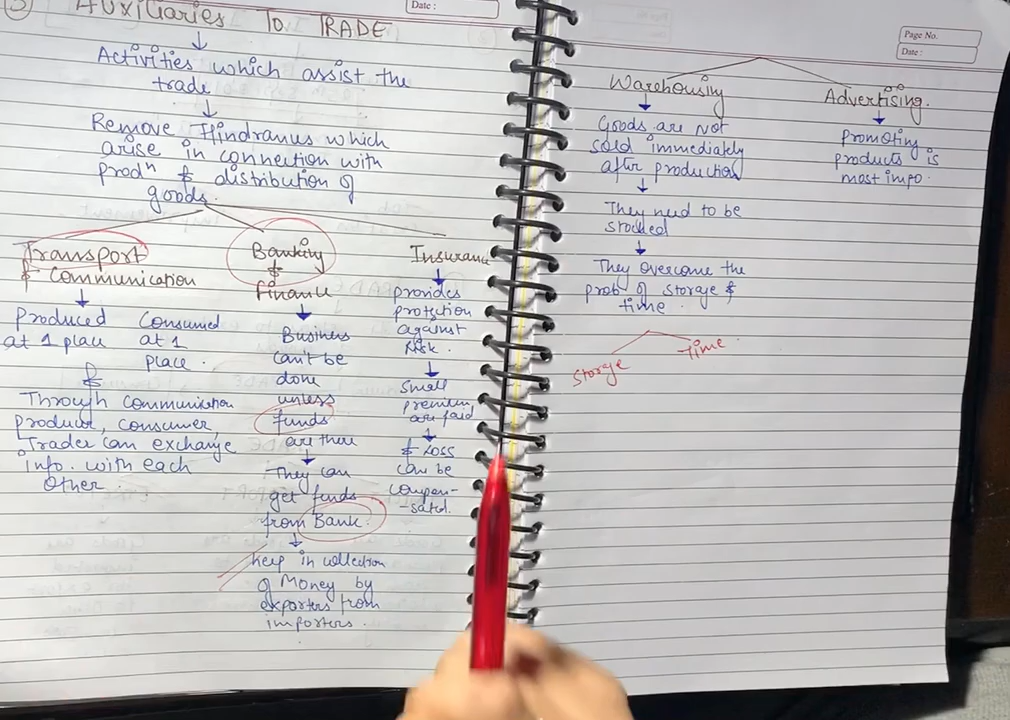 3 AUXILIARIES TO TRADE
Date :
Activities which assist the
trade
Remove Hindrances which
arise in connection with
prodn & distribution of
goods.
Transport
& Communication
Produced
at 1 place
Consumed
at 1
place.
&
Through communication
producer, consumer,
Trader can exchange
info. with each
other.
Banking
&
finance
Business
can't be
done
unless
funds
are there
They can
get funds
from Bank.
help in collection
of Money by
exporters from
importers.
Insurance
provides
protection
against
Risk.
Small
premium
are paid
& Loss
can be
compen-
-sated.
Page No.
Date :
Warehousing
Goods are not
sold immediately
after production
They need to be
stocked
They overcome the
prob of storage &
time.
Storage
Time
Advertising.
Promoting
products is
most impo.